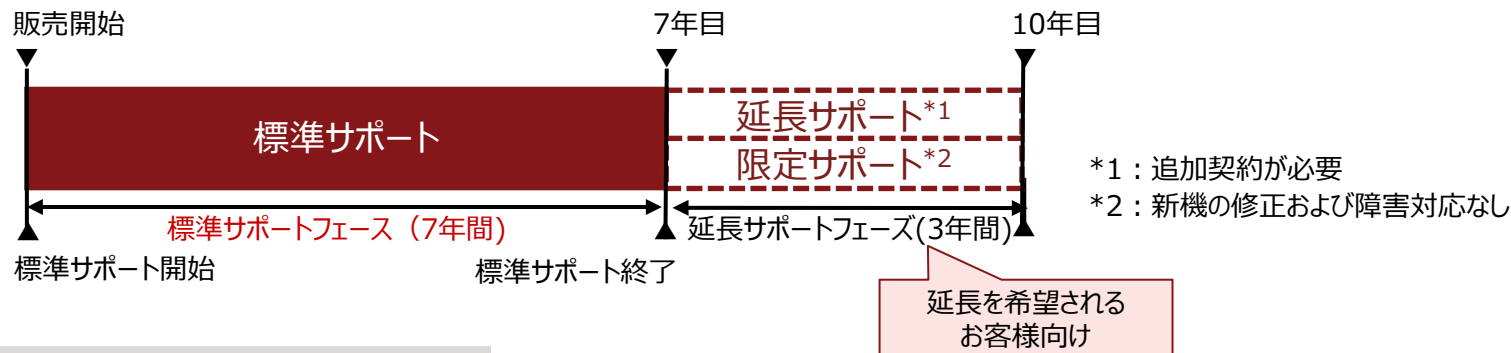 販売開始
7年目
10年目
標準サポート
延長サポート*1
限定サポート*2
*1：追加契約が必要
*2：新機の修正および障害対応なし
標準サポートフェース（7年間)
延長サポートフェーズ(3年間)
標準サポート開始
標準サポート終了
延長を希望される
お客様向け